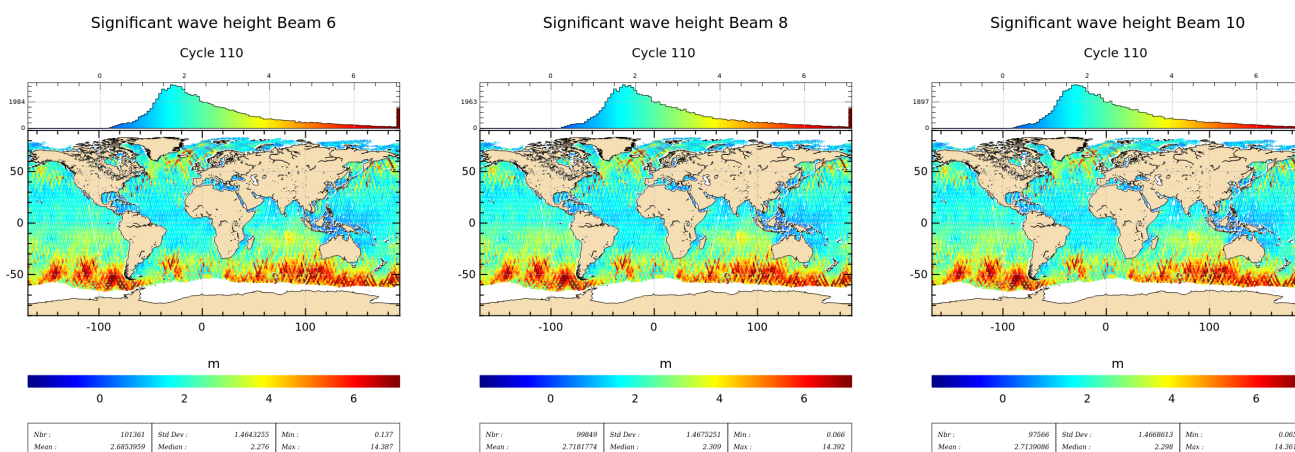 Significant wave height Beam 6
Cycle 110
0 2 4 6
1984
0
50
0
-50
-100 0 100
m
0 2 4 6
Nbr : 101361 Std Dev : 1.4643255 Min : 0.137
Mean : 2.6853959 Median : 2.276 Max : 14.387
Significant wave height Beam 8
Cycle 110
0 2 4 6
1963
0
50
0
-50
-100 0 100
m
0 2 4 6
Nbr : 99849 Std Dev : 1.4675251 Min : 0.066
Mean : 2.7181774 Median : 2.309 Max : 14.392
Significant wave height Beam 10
Cycle 110
0 2 4 6
1897
0
50
0
-50
-100 0 100
m
0 2 4 6
Nbr : 97566 Std Dev : 1.4668613 Min : 0.065
Mean : 2.7139086 Median : 2.298 Max : 14.361